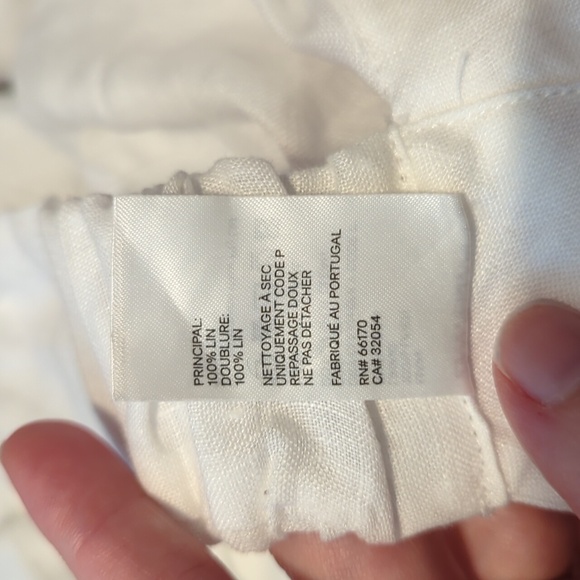 PRINCIPAL:
100% LIN
DOUBLURE:
100% LIN
NETTOYAGE À SEC
UNIQUEMENT CODE P
REPASSAGE DOUX
NE PAS DÉTACHER
FABRIQUÉ AU PORTUGAL
RN# 66170
CA# 32054